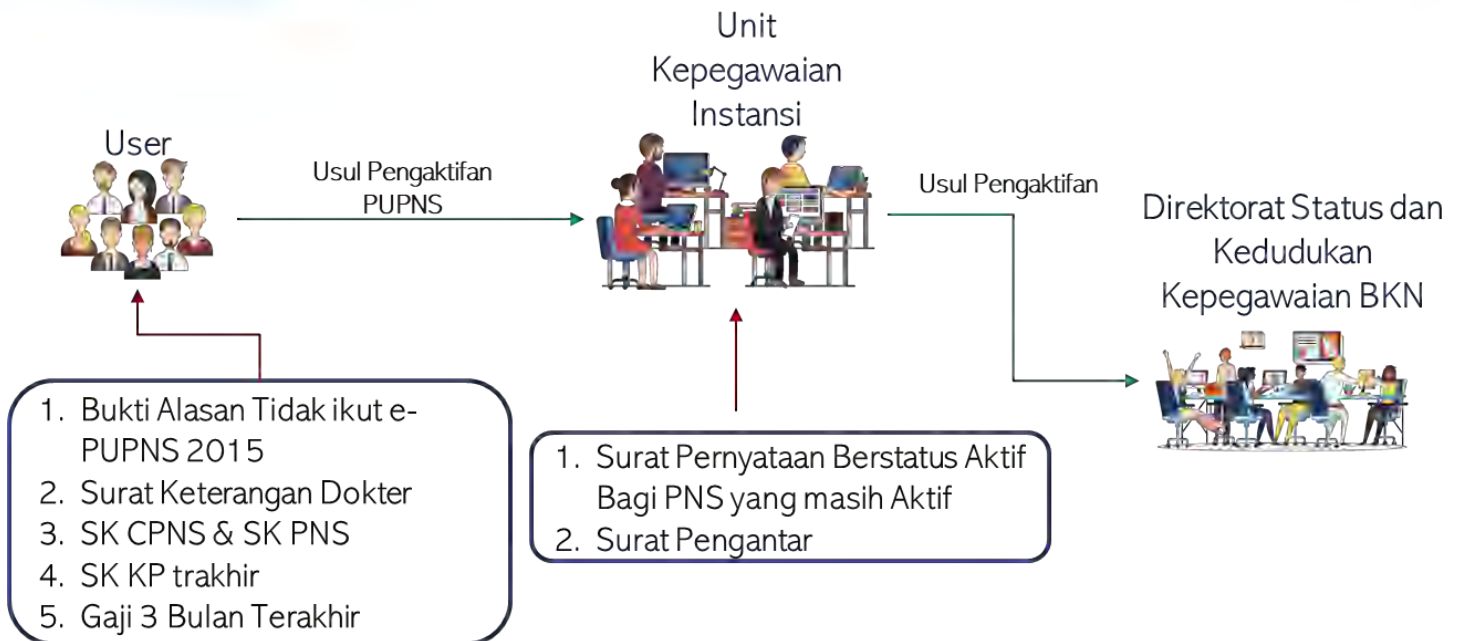 User
Usul Pengaktifan
PUPNS
Unit
Kepegawaian
Instansi
Usul Pengaktifan
Direktorat Status dan
Kedudukan
Kepegawaian BKN
1. Bukti Alasan Tidak ikut e-
PUPNS 2015
2. Surat Keterangan Dokter
3. SK CPNS & SK PNS
4. SK KP trakhir
5. Gaji 3 Bulan Terakhir
1. Surat Pernyataan Berstatus Aktif
Bagi PNS yang masih Aktif
2. Surat Pengantar